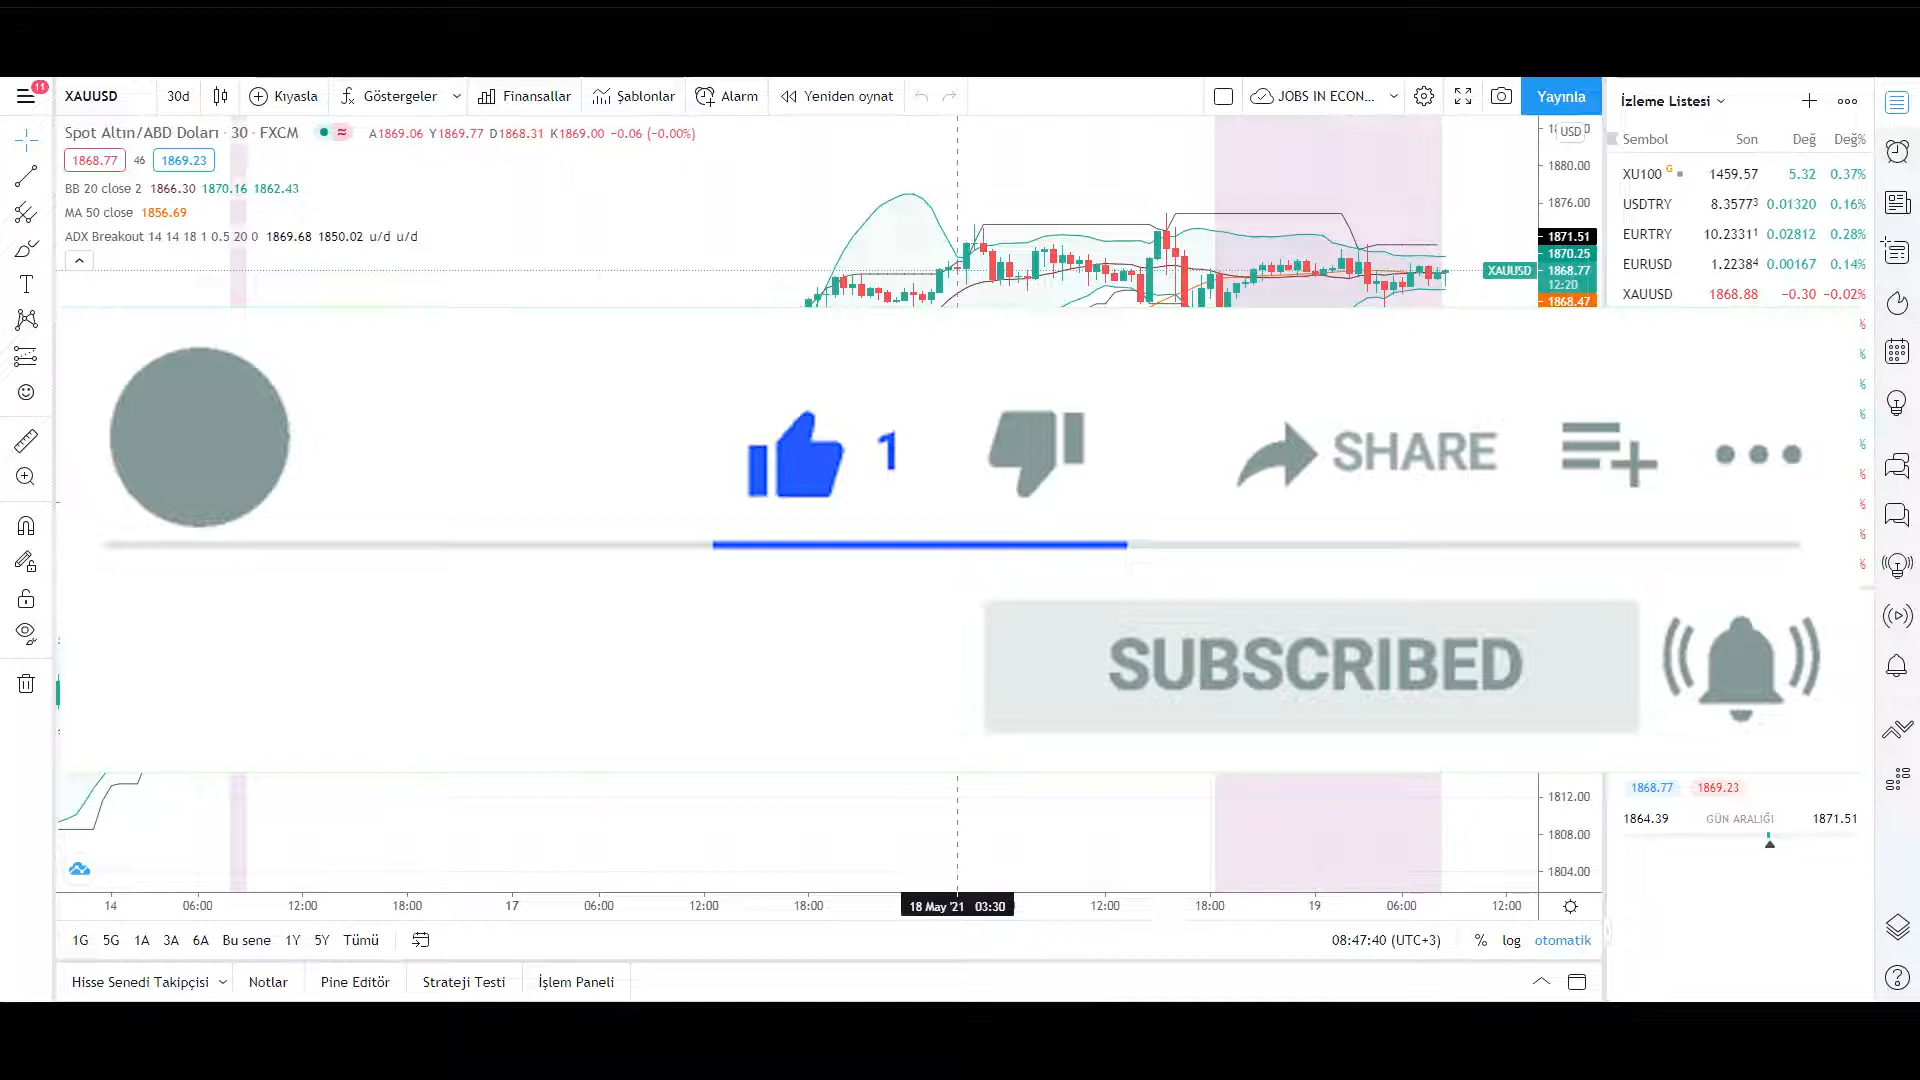 11
XAUUSD 30d Kıyasla Göstergeler Finansallar Şablonlar Alarm Yeniden oynat JOBS IN ECON... Yayınla İzleme Listesi
Spot Altın/ABD Doları · 30 · FXCM A1869.06 Y1869.77 D1868.31 K1869.00 −0.06 (−0.00%)
USD
Sembol Son Değ Değ%
1868.77 46 1869.23
1880.00
XU100 G 1459.57 5.32 0.37%
BB 20 close 2 1866.30 1870.16 1862.43
1876.00
USDTRY 8.3577³ 0.01320 0.16%
MA 50 close 1856.69
ADX Breakout 14 14 18 1 0.5 20 0 1869.68 1850.02 u/d u/d
1871.51
EURTRY 10.2331¹ 0.02812 0.28%
1870.25
XAUUSD 1868.77
EURUSD 1.2238⁴ 0.00167 0.14%
12:20
1868.47
XAUUSD 1868.88 −0.30 −0.02%
1 SHARE
SUBSCRIBED
1812.00
1868.77 1869.23
1808.00
1864.39 GÜN ARALIĞI 1871.51
1804.00
14 06:00 12:00 18:00 17 06:00 12:00 18:00 18 May '21 03:30 12:00 18:00 19 06:00 12:00
1G 5G 1A 3A 6A Bu sene 1Y 5Y Tümü 08:47:40 (UTC+3) % log otomatik
Hisse Senedi Takipçisi Notlar Pine Editör Strateji Testi İşlem Paneli